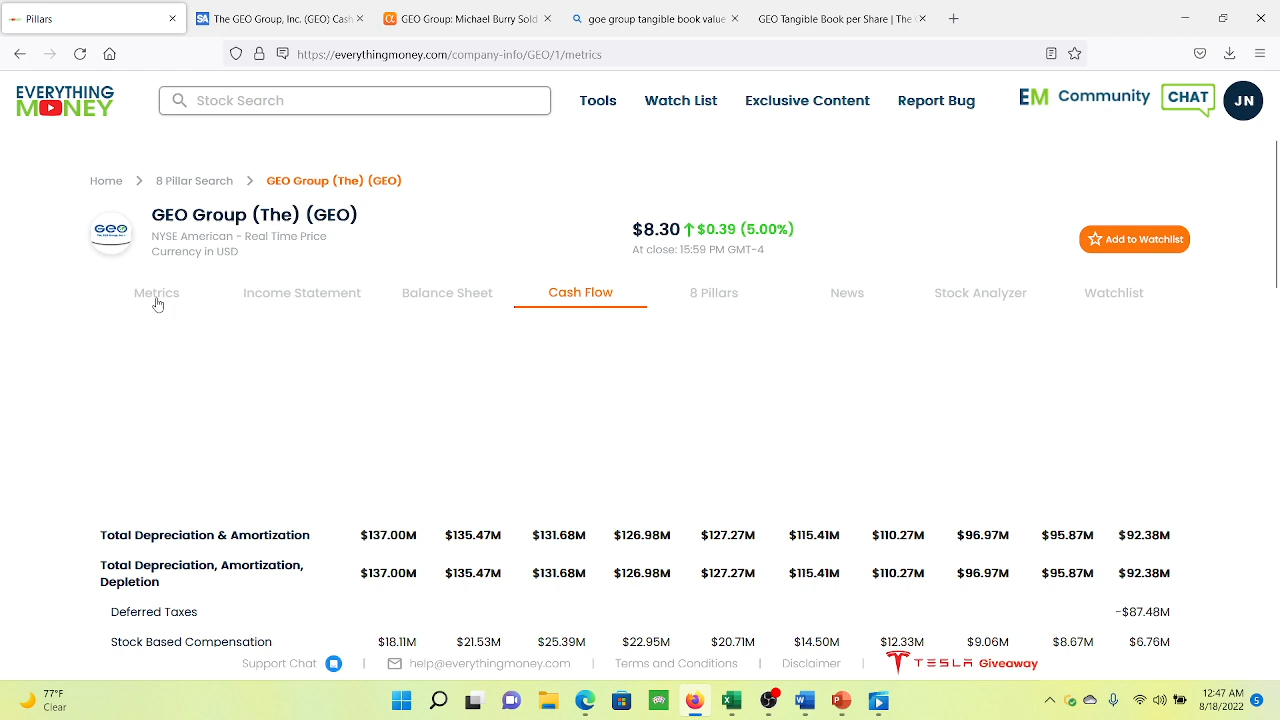 Pillars
The GEO Group, Inc. (GEO) Cash
GEO Group: Michael Burry Sold
goe group tangible book value
GEO Tangible Book per Share | The
https://everythingmoney.com/company-info/GEO/1/metrics
EVERYTHING
MONEY
Stock Search
Tools
Watch List
Exclusive Content
Report Bug
EM Community
CHAT
JN
Home
8 Pillar Search
GEO Group (The) (GEO)
GEO
GEO Group (The) (GEO)
NYSE American - Real Time Price
Currency in USD
$8.30 $0.39 (5.00%)
At close: 15:59 PM GMT-4
Add to Watchlist
Metrics
Income Statement
Balance Sheet
Cash Flow
8 Pillars
News
Stock Analyzer
Watchlist
Total Depreciation & Amortization $137.00M $135.47M $131.68M $126.98M $127.27M $115.41M $110.27M $96.97M $95.87M $92.38M
Total Depreciation, Amortization,
Depletion $137.00M $135.47M $131.68M $126.98M $127.27M $115.41M $110.27M $96.97M $95.87M $92.38M
Deferred Taxes -$87.48M
Stock Based Compensation $18.11M $21.53M $25.39M $22.95M $20.71M $14.50M $12.33M $9.06M $8.67M $6.76M
Support Chat | help@everythingmoney.com | Terms and Conditions | Disclaimer | TESLA Giveaway
77°F
Clear
12:47 AM
8/18/2022
5